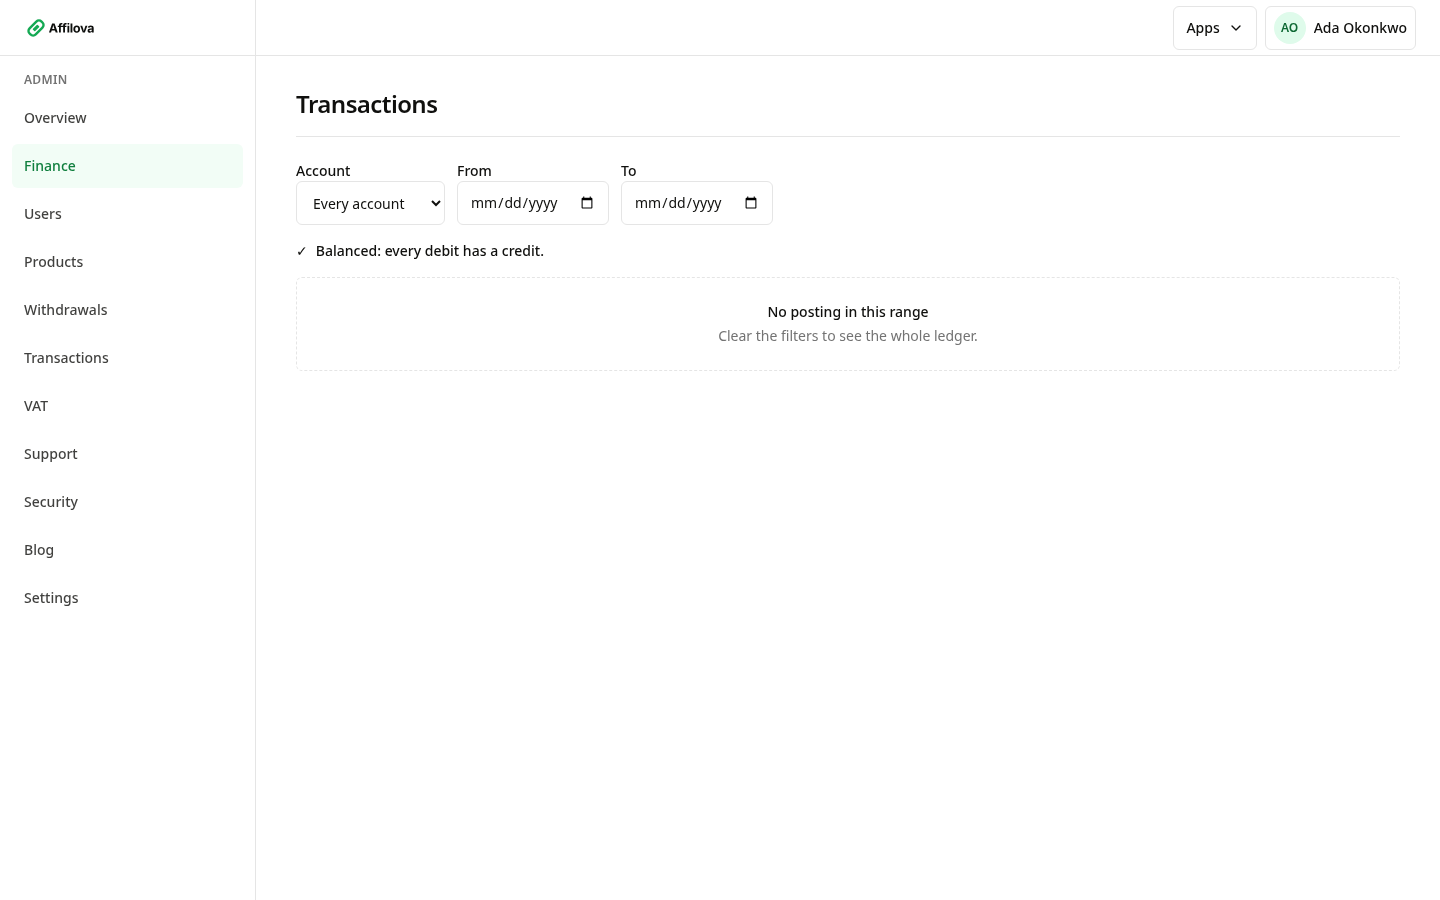 Affilova
Apps
AO
Ada Okonkwo
ADMIN
Overview
Finance
Users
Products
Withdrawals
Transactions
VAT
Support
Security
Blog
Settings
Transactions
Account
From
To
Every account
mm/dd/yyyy
mm/dd/yyyy
✓ Balanced: every debit has a credit.
No posting in this range
Clear the filters to see the whole ledger.